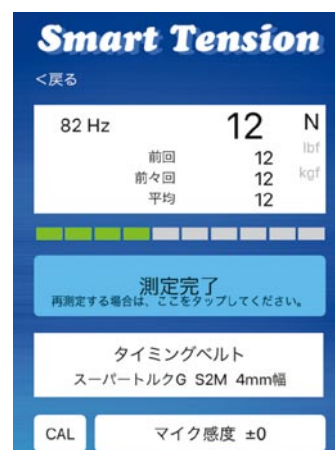 Smart Tension
<戻る
82 Hz 12 N
lbf
前回 12
kgf
前々回 12
平均 12
測定完了
再測定する場合は、ここをタップしてください。
タイミングベルト
スーパートルクG S2M 4mm幅
CAL マイク感度 ±0